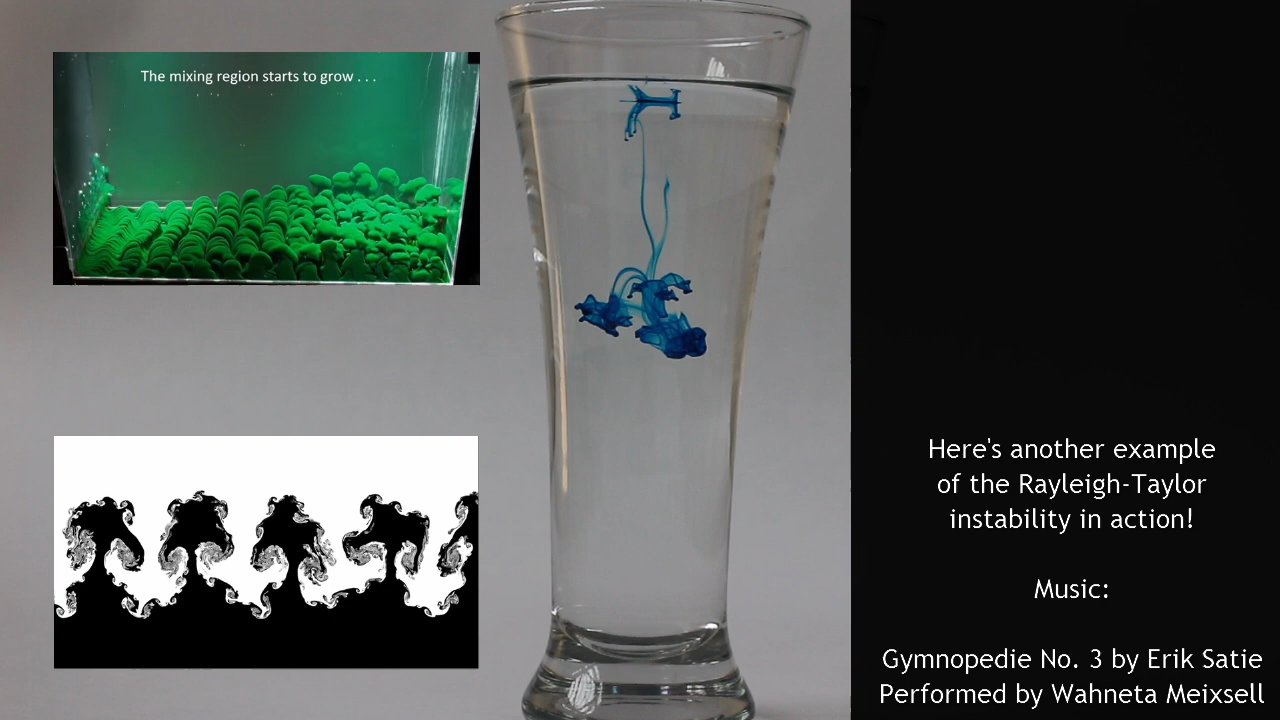 The mixing region starts to grow . . .
Here's another example
of the Rayleigh-Taylor
instability in action!
Music:
Gymnopedie No. 3 by Erik Satie
Performed by Wahneta Meixsell